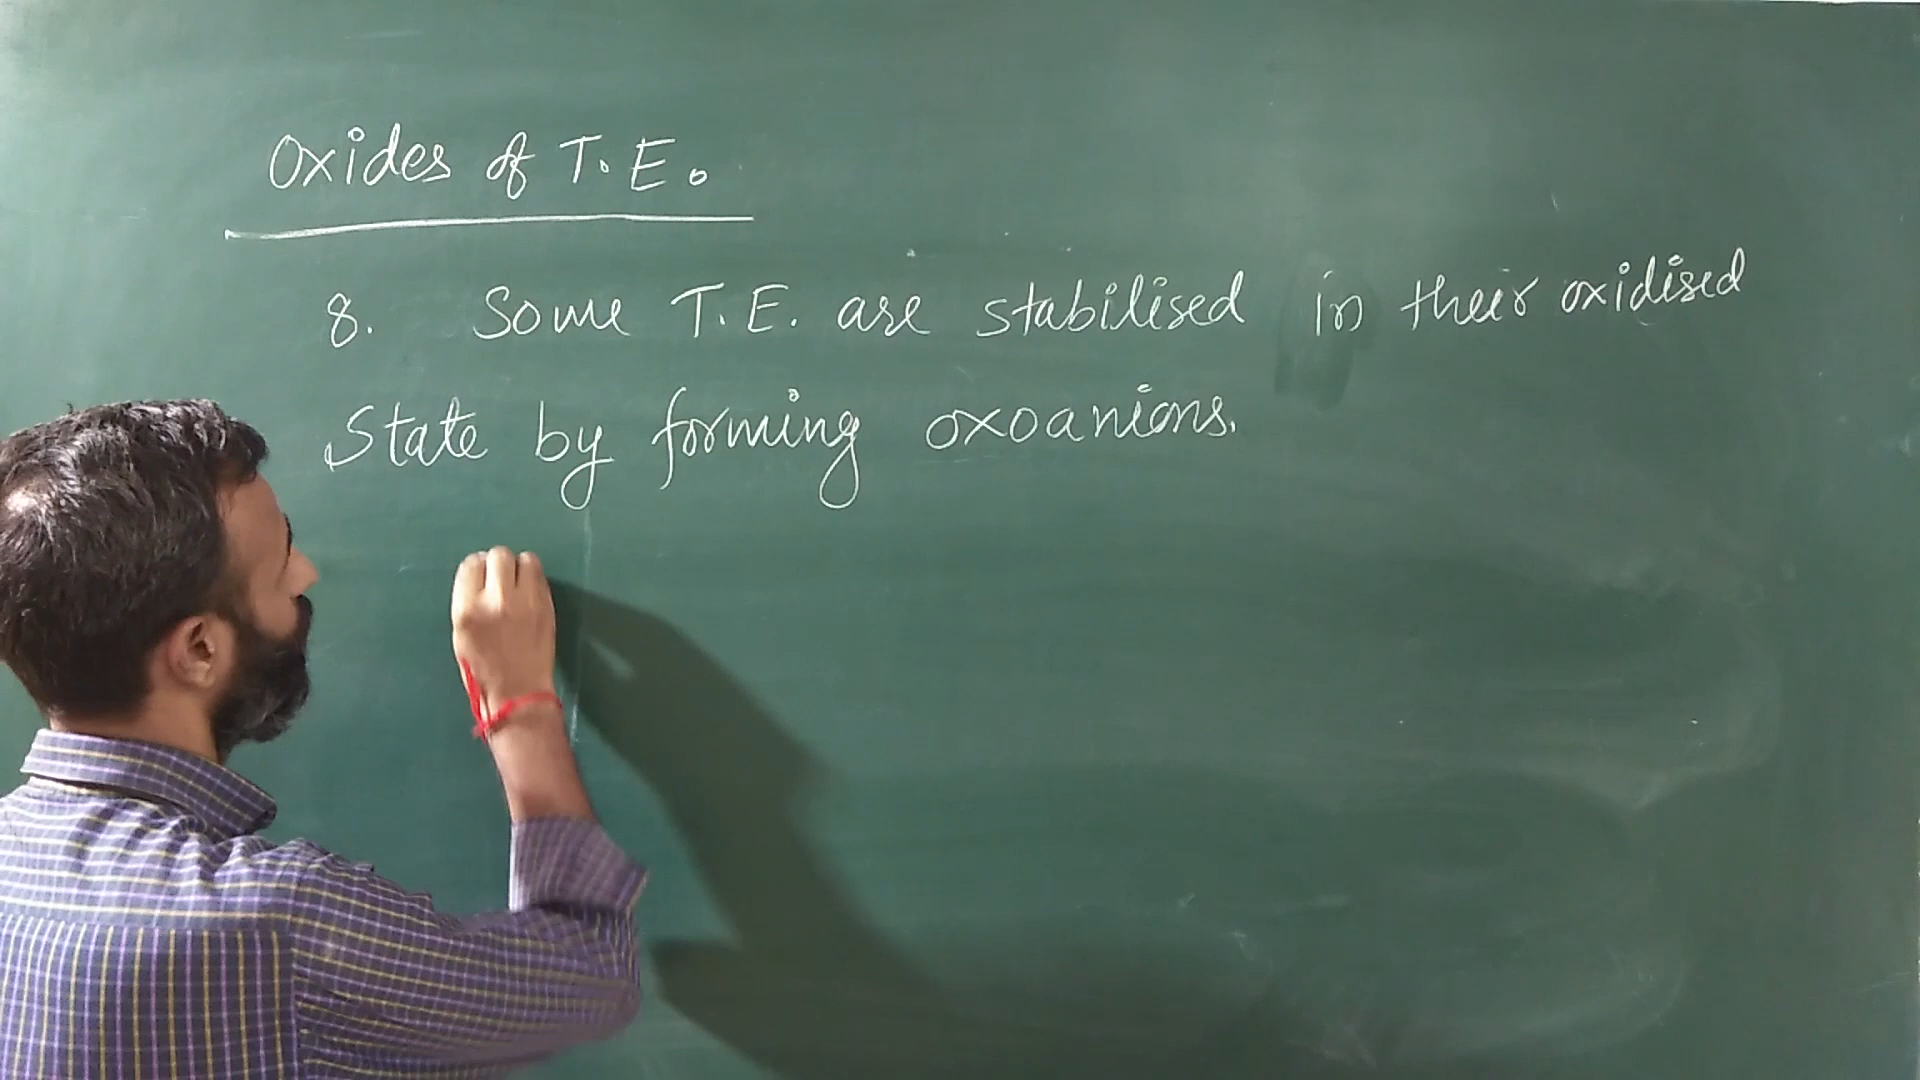 Oxides of T.E.
8. Some T.E. are stabilised in their oxidised
State by forming oxoanions.